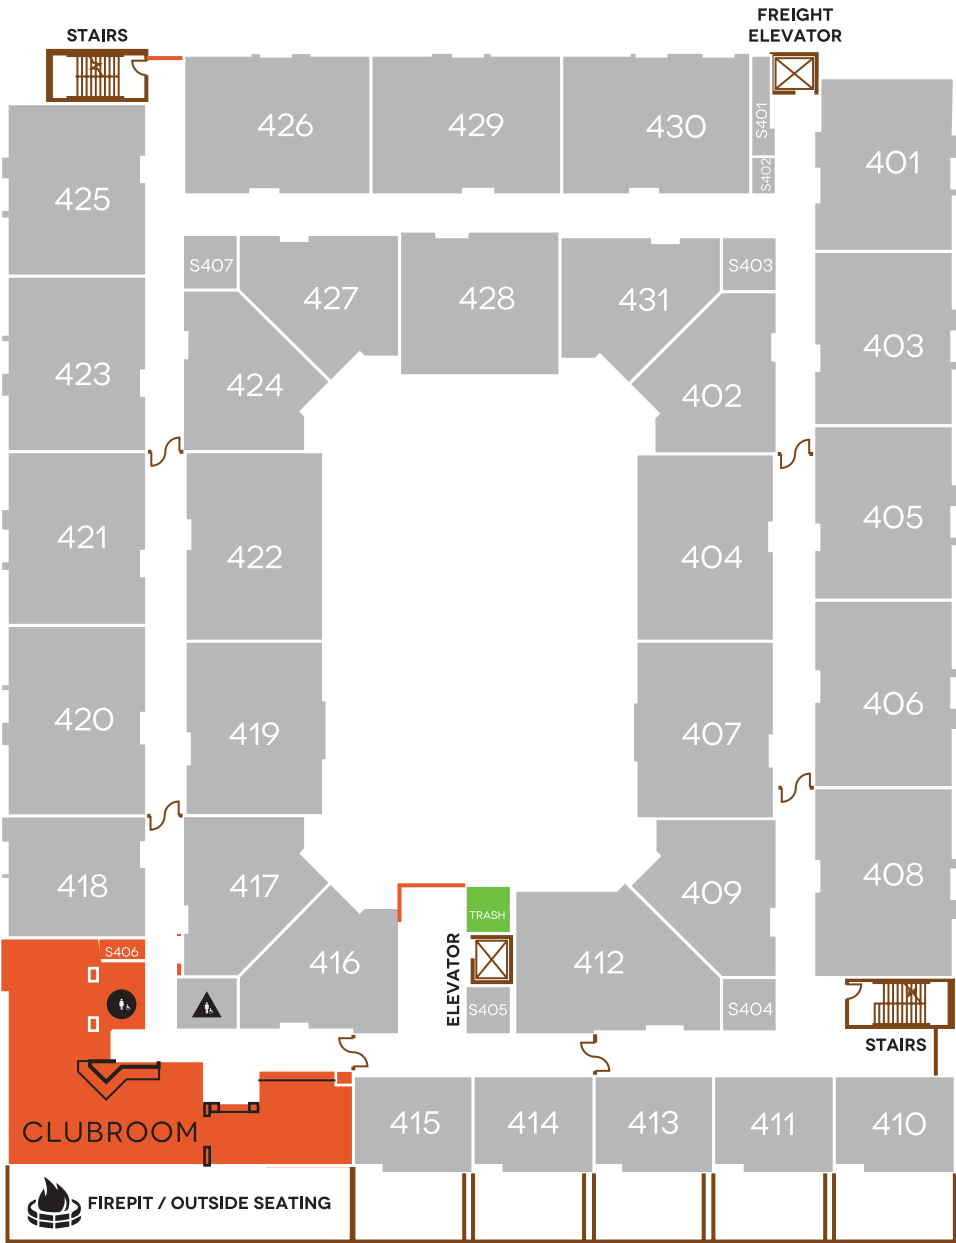 FREIGHT
ELEVATOR
STAIRS
426
429
430
S401
S402
401
425
S407
427
428
431
S403
423
424
402
403
421
422
404
405
420
419
407
406
418
417
409
408
TRASH
S406
416
ELEVATOR
412
S405
S404
STAIRS
CLUBROOM
415
414
413
411
410
FIREPIT / OUTSIDE SEATING